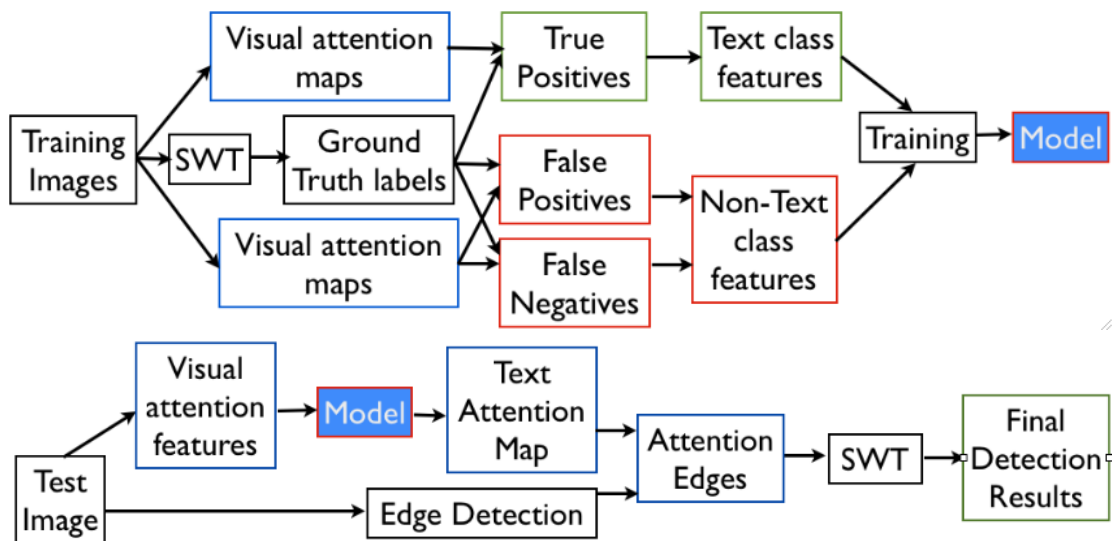 Visual attention
maps
True
Positives
Text class
features
Training
Images
SWT
Ground
Truth labels
False
Positives
Training
Model
Visual attention
maps
False
Negatives
Non-Text
class
features
Visual
attention
features
Model
Text
Attention
Map
Attention
Edges
SWT
Final
Detection
Results
Test
Image
Edge Detection